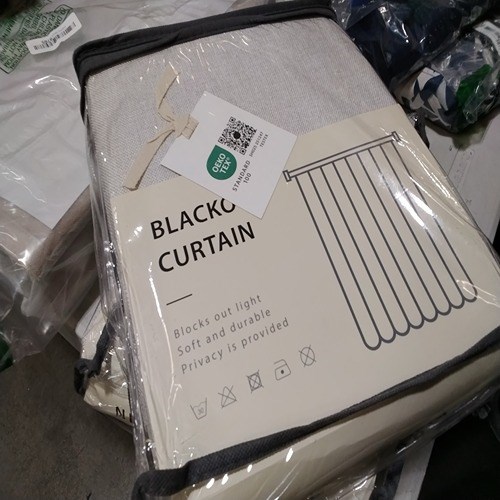 OEKO
TEX®
STANDARD
100
BLACKO
CURTAIN
Blocks out light
Soft and durable
Privacy is provided